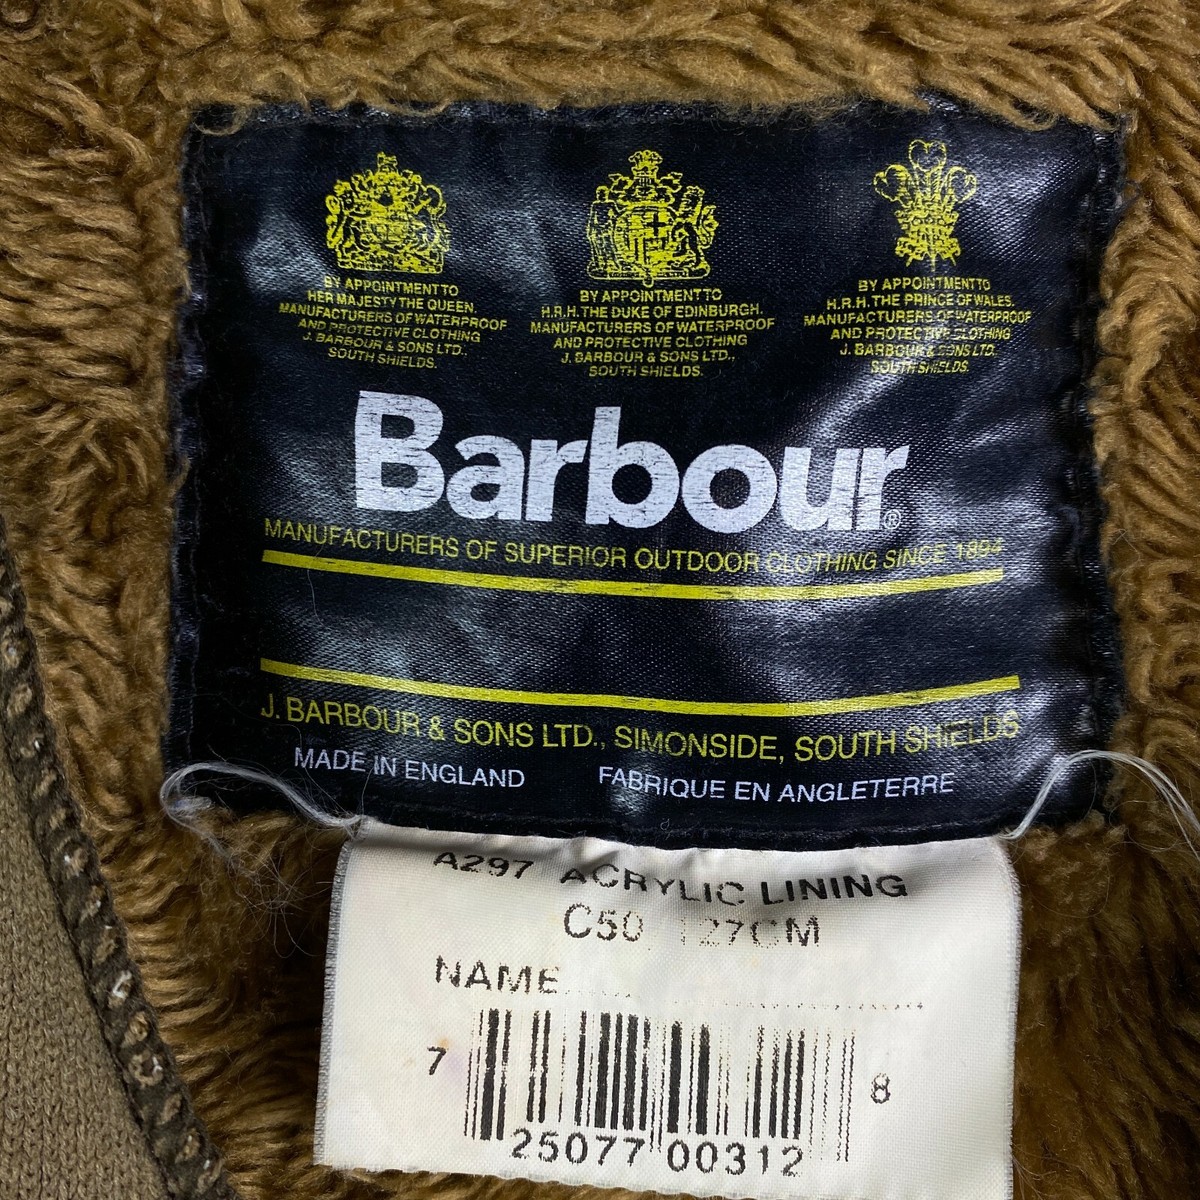 BY APPOINTMENT TO
HER MAJESTY THE QUEEN.
MANUFACTURERS OF WATERPROOF
AND PROTECTIVE CLOTHING
J. BARBOUR & SONS LTD.,
SOUTH SHIELDS.
BY APPOINTMENT TO
H.R.H. THE DUKE OF EDINBURGH.
MANUFACTURERS OF WATERPROOF
AND PROTECTIVE CLOTHING
J. BARBOUR & SONS LTD.,
SOUTH SHIELDS.
BY APPOINTMENT TO
H.R.H. THE PRINCE OF WALES.
MANUFACTURERS OF WATERPROOF
AND PROTECTIVE CLOTHING
J. BARBOUR & SONS LTD.
SOUTH SHIELDS.
Barbour®
MANUFACTURERS OF SUPERIOR OUTDOOR CLOTHING SINCE 1894
J. BARBOUR & SONS LTD., SIMONSIDE, SOUTH SHIELDS
MADE IN ENGLAND FABRIQUE EN ANGLETERRE
A297 ACRYLIC LINING
C50 127CM
NAME
7 25077 00312 8